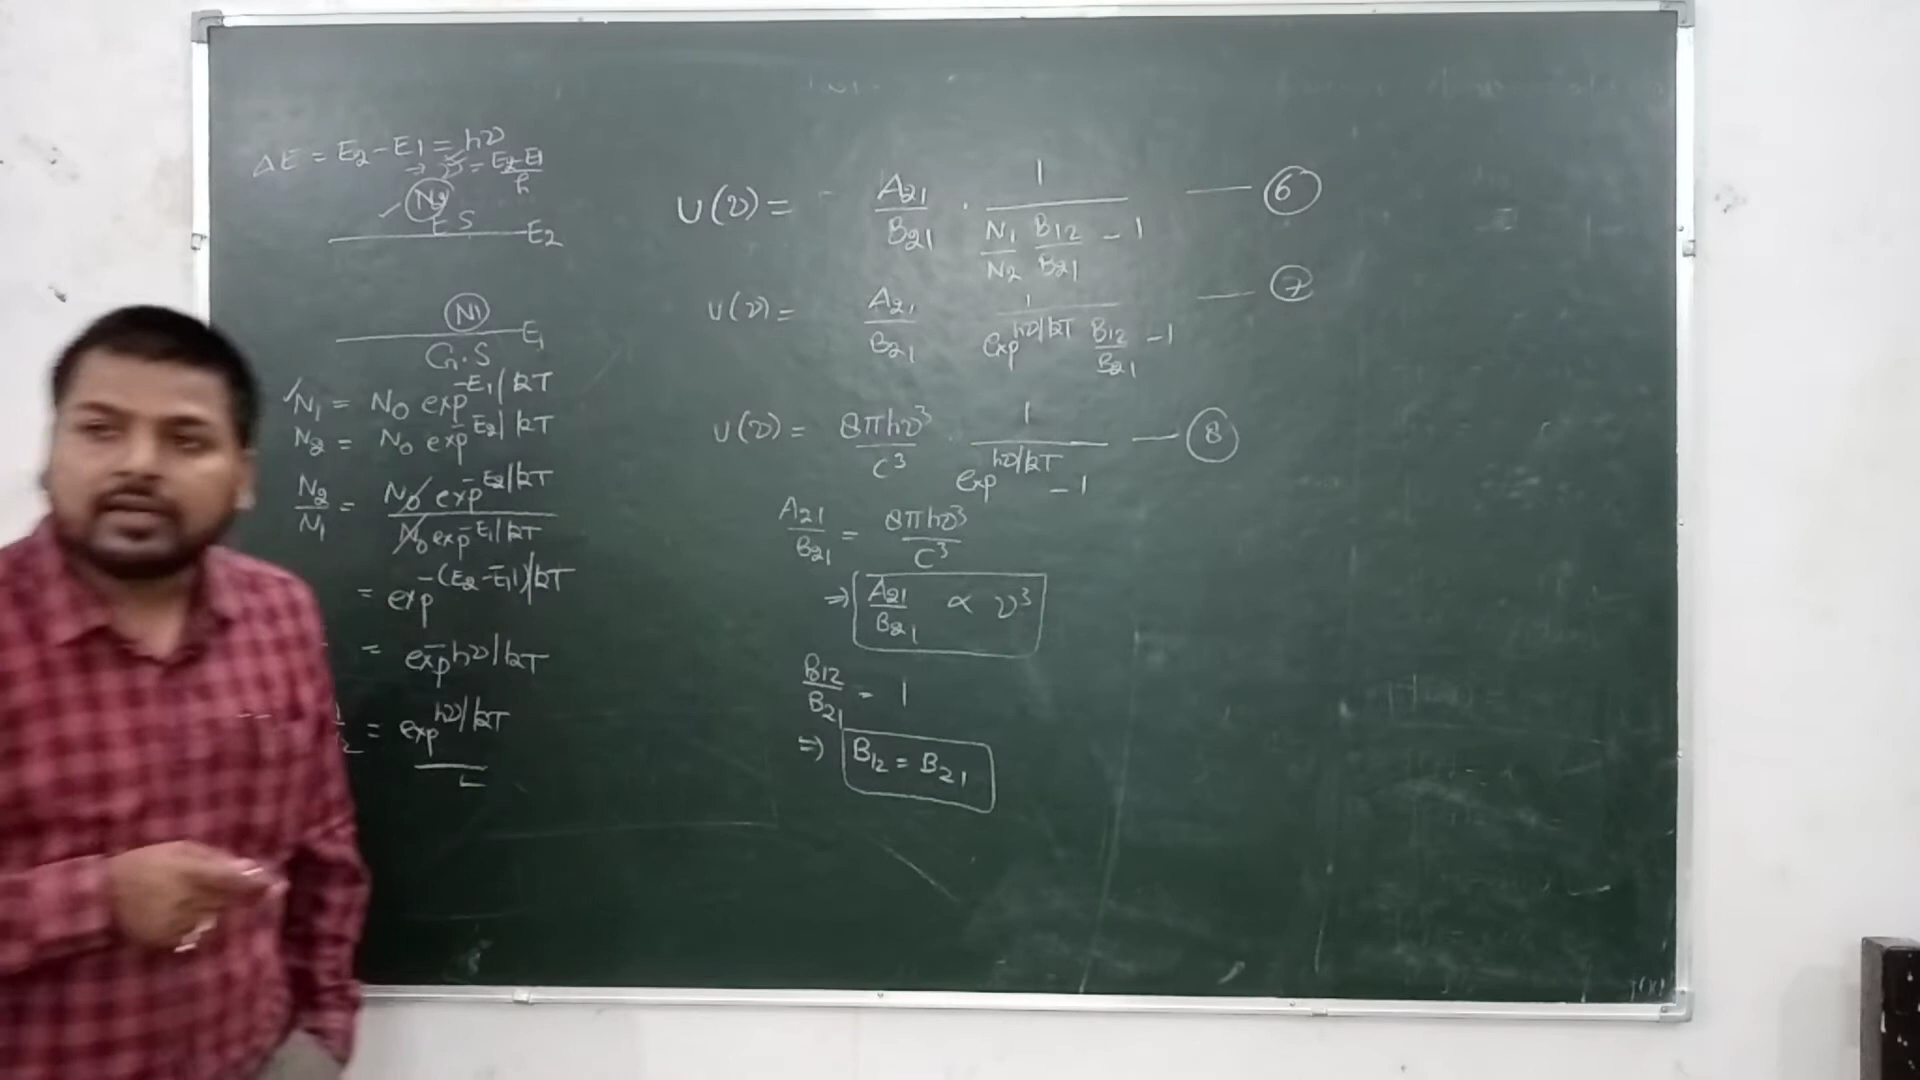 ΔE = E₂ - E₁ = hν
⇒ ν = E₂-E₁/h
N₂
E S E₂
N₁
E₁
G.S
N₁ = N₀ exp^-E₁/kT
N₂ = N₀ exp^-E₂/kT
N₂/N₁ = N₀ exp^-E₂/kT / N₀ exp^-E₁/kT
= exp^-(E₂-E₁)/kT
= exp^-hν/kT
= exp^hν/kT
U(ν) = A₂₁/B₂₁ · 1/(N₁/N₂ B₁₂/B₂₁ - 1) — 6
U(ν) = A₂₁/B₂₁ 1/(exp^hν/kT B₁₂/B₂₁ - 1) — 7
U(ν) = 8πhν³/C³ · 1/(exp^hν/kT - 1) — 8
A₂₁/B₂₁ = 8πhν³/C³
⇒ A₂₁/B₂₁ ∝ ν³
B₁₂/B₂₁ = 1
⇒ B₁₂ = B₂₁